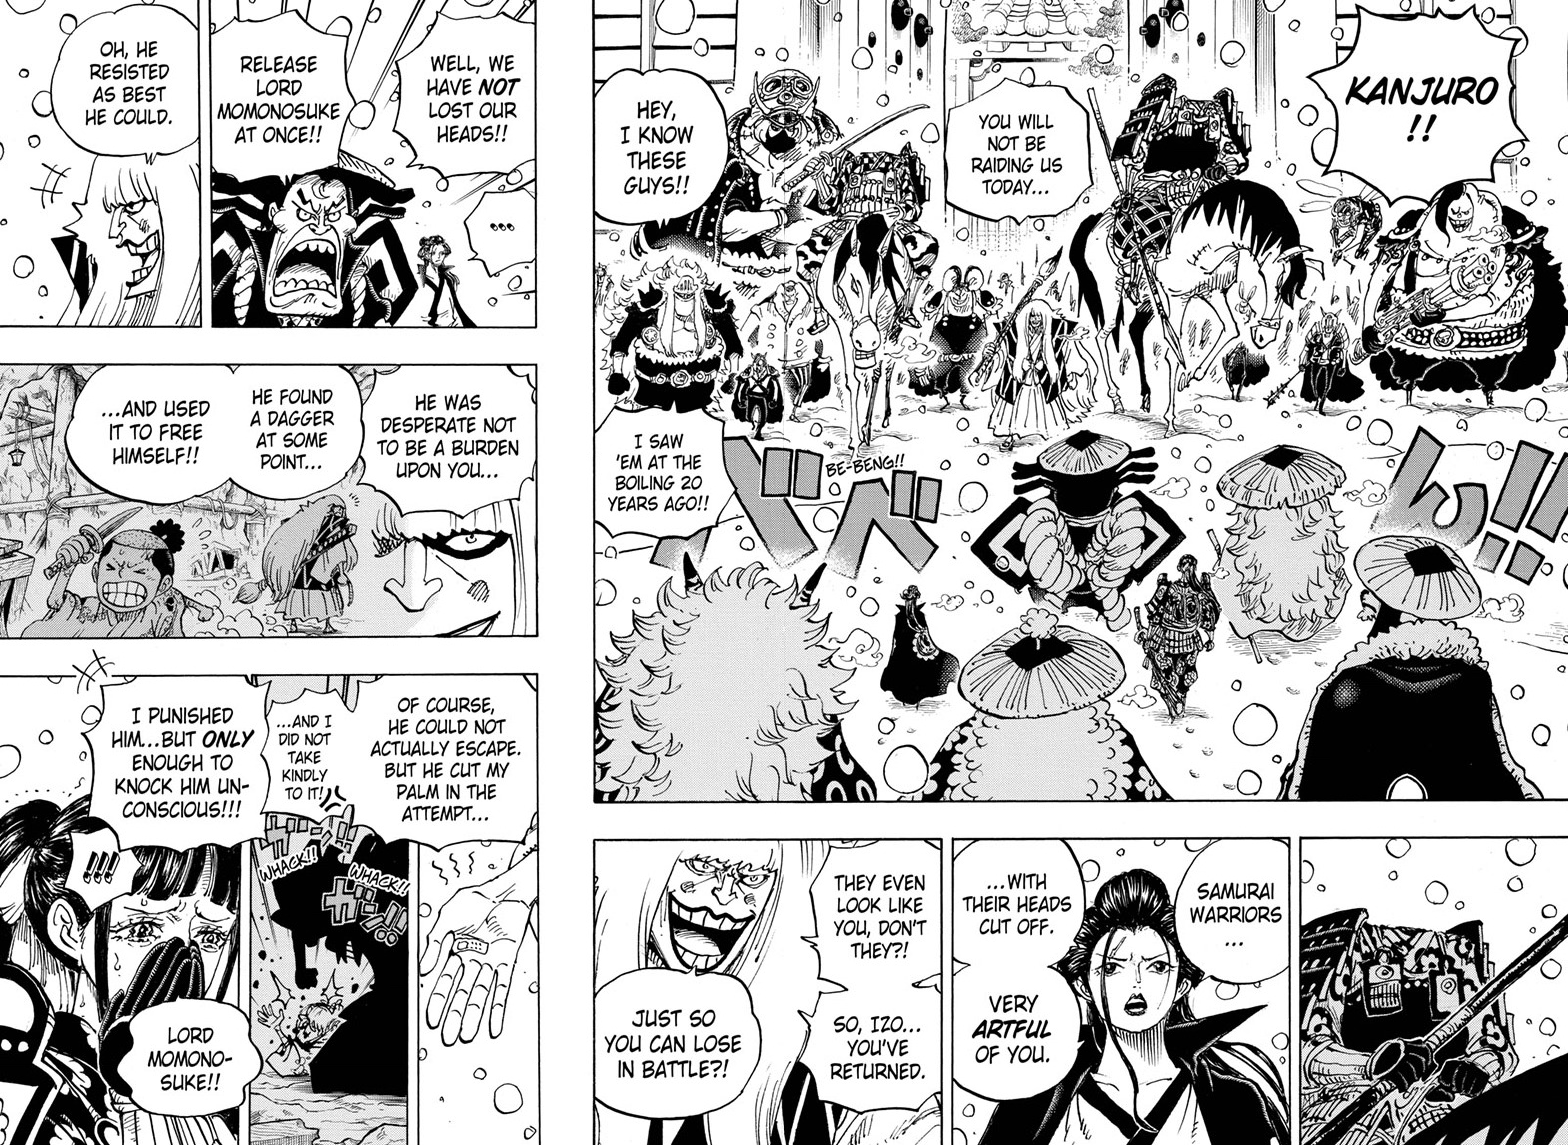 KANJURO
!!
YOU WILL
NOT BE
RAIDING US
TODAY...
HEY,
I KNOW
THESE
GUYS!!
I SAW
'EM AT THE
BOILING 20
YEARS AGO!!
BE-BENG!!
べべん!!
SAMURAI
WARRIORS
...
...WITH
THEIR HEADS
CUT OFF.
VERY
ARTFUL
OF YOU.
THEY EVEN
LOOK LIKE
YOU, DON'T
THEY?!
SO, IZO...
YOU'VE
RETURNED.
JUST SO
YOU CAN LOSE
IN BATTLE?!
WELL, WE
HAVE NOT
LOST OUR
HEADS!!
...
RELEASE
LORD
MOMONOSUKE
AT ONCE!!
OH, HE
RESISTED
AS BEST
HE COULD.
HE WAS
DESPERATE NOT
TO BE A BURDEN
UPON YOU...
HE FOUND
A DAGGER
AT SOME
POINT...
...AND USED
IT TO FREE
HIMSELF!!
OF COURSE,
HE COULD NOT
ACTUALLY ESCAPE.
BUT HE CUT MY
PALM IN THE
ATTEMPT...
...AND I
DID NOT
TAKE
KINDLY
TO IT!
WHACK!!
WHACK!!
ガン!!
I PUNISHED
HIM...BUT ONLY
ENOUGH TO
KNOCK HIM UN-
CONSCIOUS!!!
!!!
LORD
MOMONO-
SUKE!!